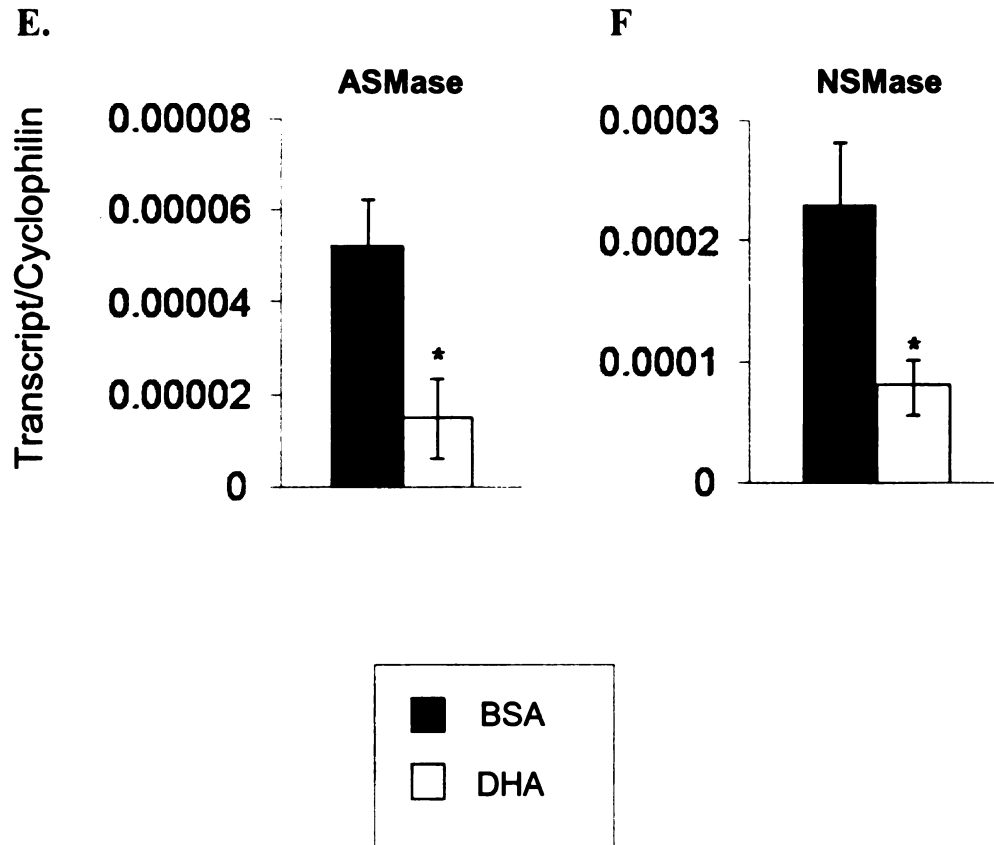 E.
F
ASMase
NSMase
Transcript/Cyclophilin
0.00008
0.00006
0.00004
0.00002
0
0.0003
0.0002
0.0001
0
*
*
BSA
DHA